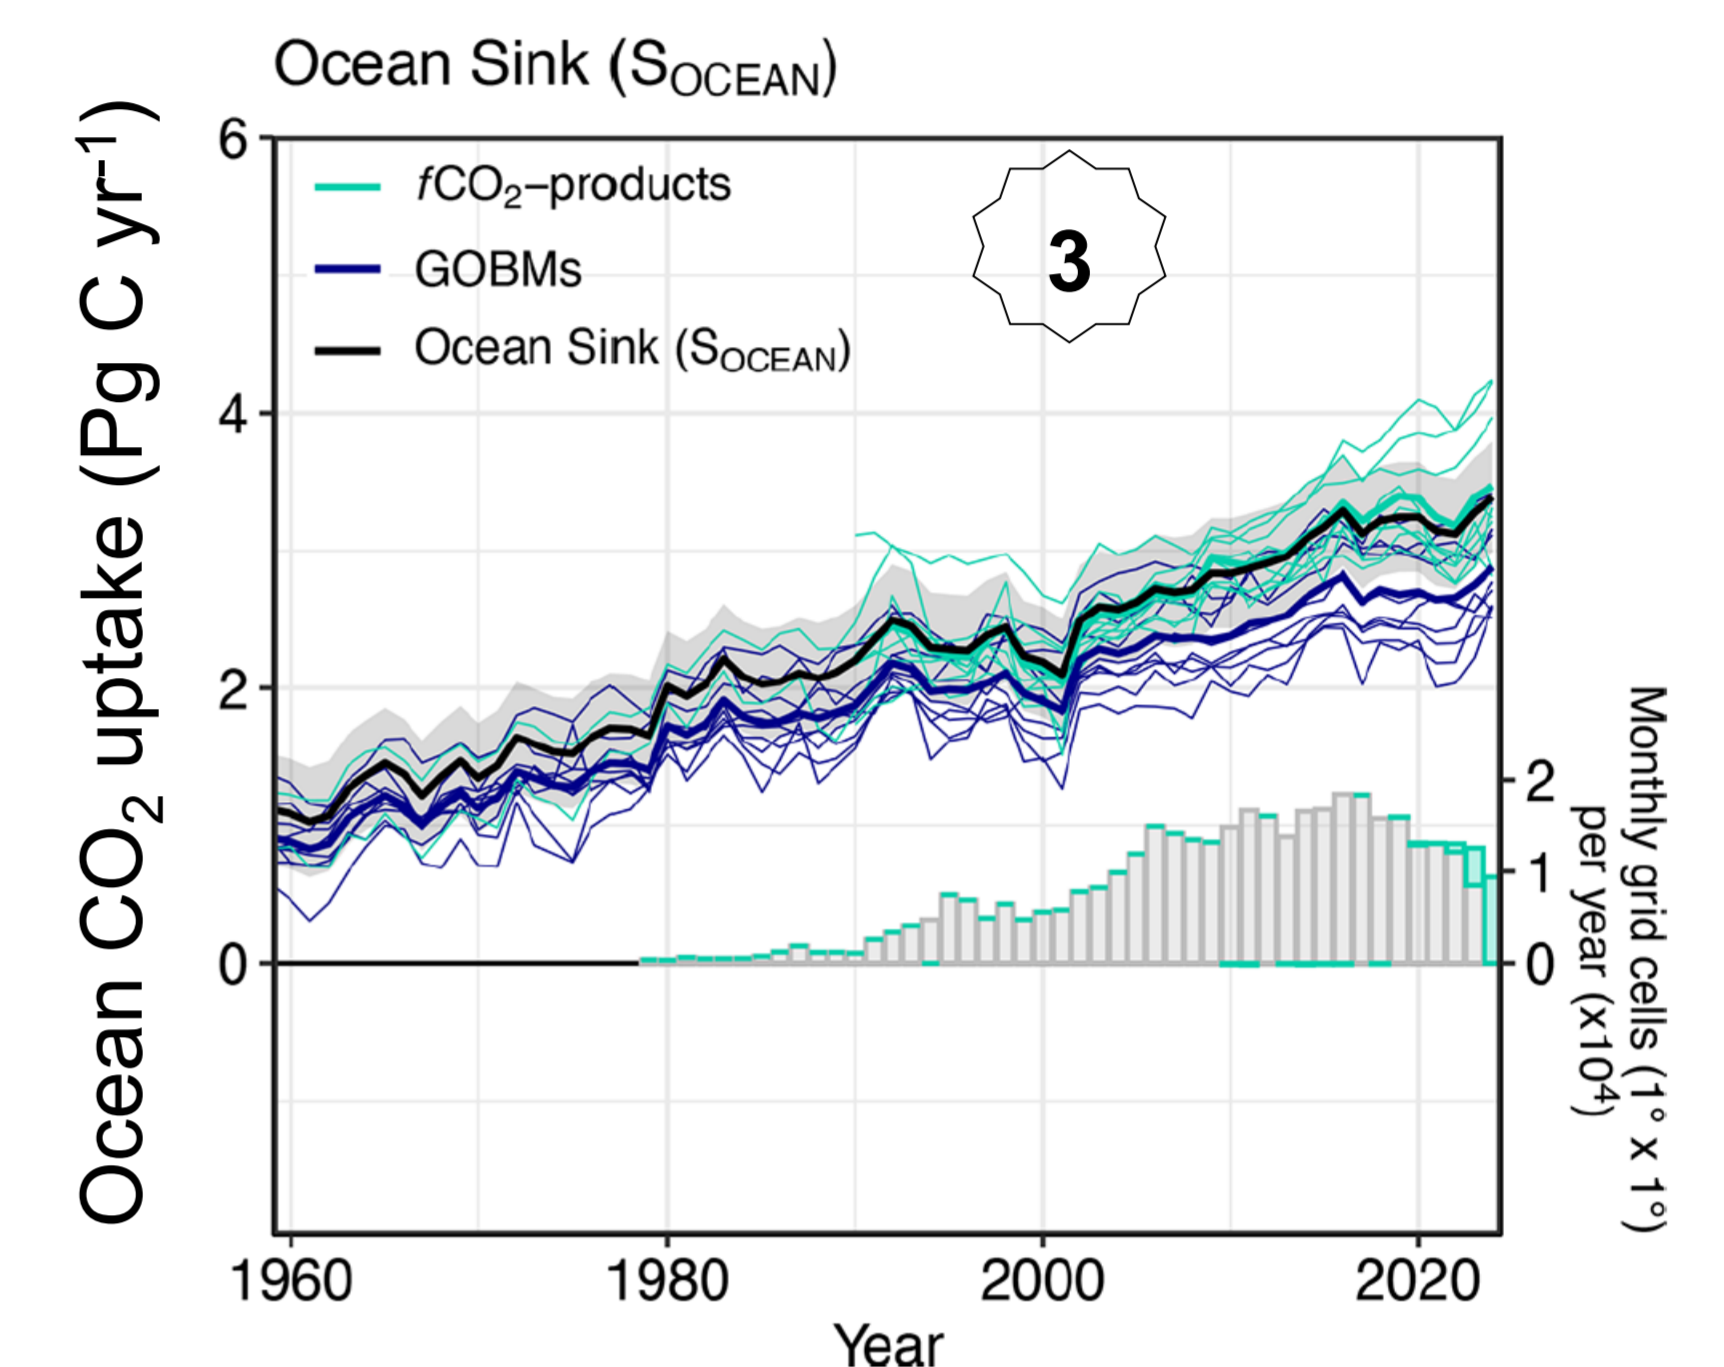 Ocean Sink (SOCEAN)
Ocean CO2 uptake (Pg C yr-1)
6
4
2
0
fCO2–products
GOBMs
Ocean Sink (SOCEAN)
3
2
1
0
Monthly grid cells (1° x 1°)
per year (x104)
1960
1980
2000
2020
Year